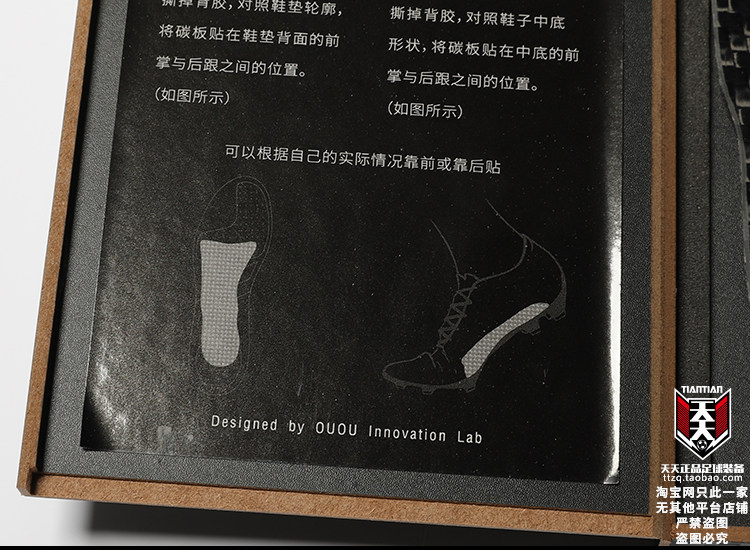 撕掉背胶，对照鞋垫轮廓，
将碳板贴在鞋垫背面的前
掌与后跟之间的位置。
(如图所示)
撕掉背胶，对照鞋子中底
形状，将碳板贴在中底的前
掌与后跟之间的位置。
(如图所示)
可以根据自己的实际情况靠前或靠后贴
Designed by OUOU Innovation Lab
TIANTIAN
天天
天天正品足球装备
ttzq.taobao.com
淘宝网只此一家
无其他平台店铺
严禁盗图
盗图必究